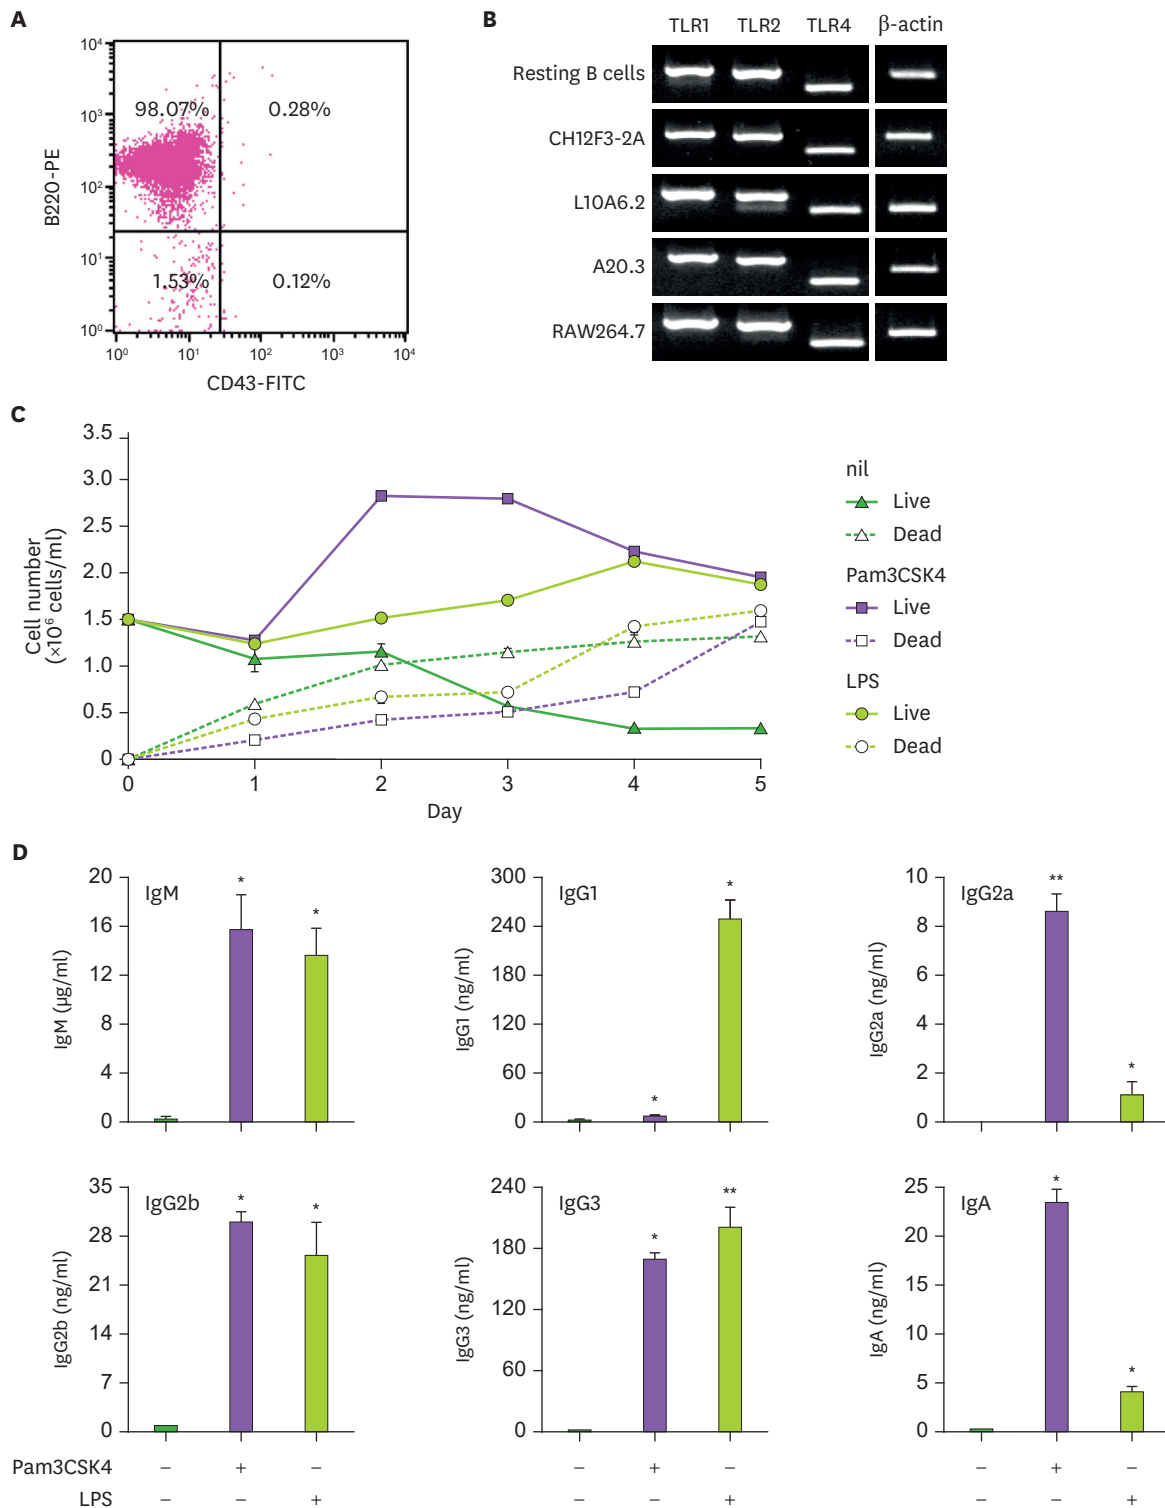 A
10⁴
10³
10²
10¹
10⁰
B220-PE
98.07%
0.28%
1.53%
0.12%
10⁰ 10¹ 10² 10³ 10⁴
CD43-FITC
B
TLR1 TLR2 TLR4 β-actin
Resting B cells
CH12F3-2A
L10A6.2
A20.3
RAW264.7
C
3.5
3.0
2.5
2.0
1.5
1.0
0.5
0
Cell number
(×10⁶ cells/ml)
0 1 2 3 4 5
Day
nil
Live
Dead
Pam3CSK4
Live
Dead
LPS
Live
Dead
D
20
16
12
8
4
0
IgM (µg/ml)
IgM
*
*
300
240
180
120
60
0
IgG1 (ng/ml)
IgG1
*
*
10
8
6
4
2
0
IgG2a (ng/ml)
IgG2a
**
*
35
28
21
14
7
0
IgG2b (ng/ml)
IgG2b
*
*
240
180
120
60
0
IgG3 (ng/ml)
IgG3
*
**
25
20
15
10
5
0
IgA (ng/ml)
IgA
*
*
Pam3CSK4 − + − − + − − + −
LPS − − + − − + − − +